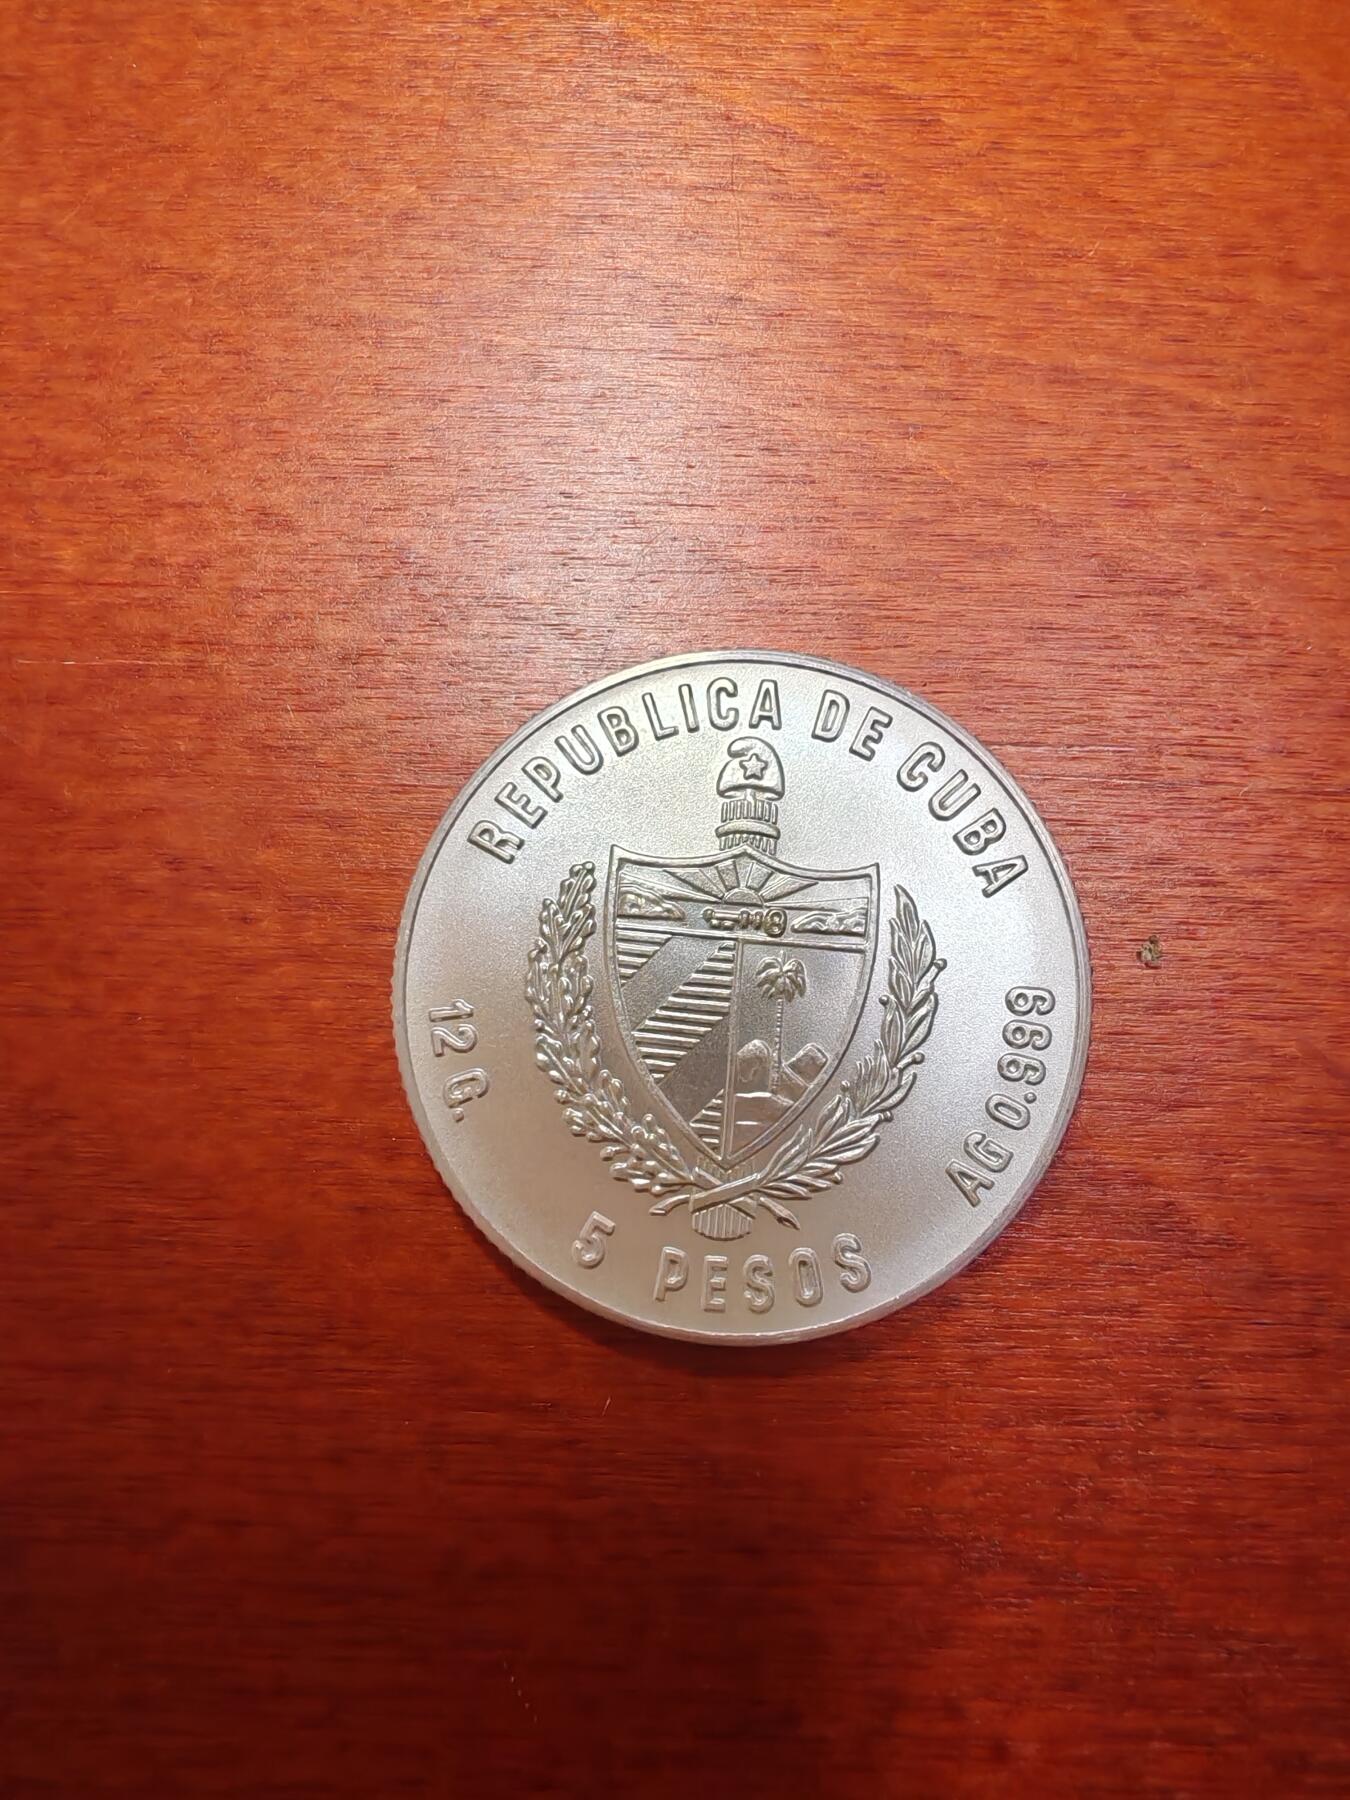 REPUBLICA DE CUBA
12 G.
AG 0.999
5 PESOS